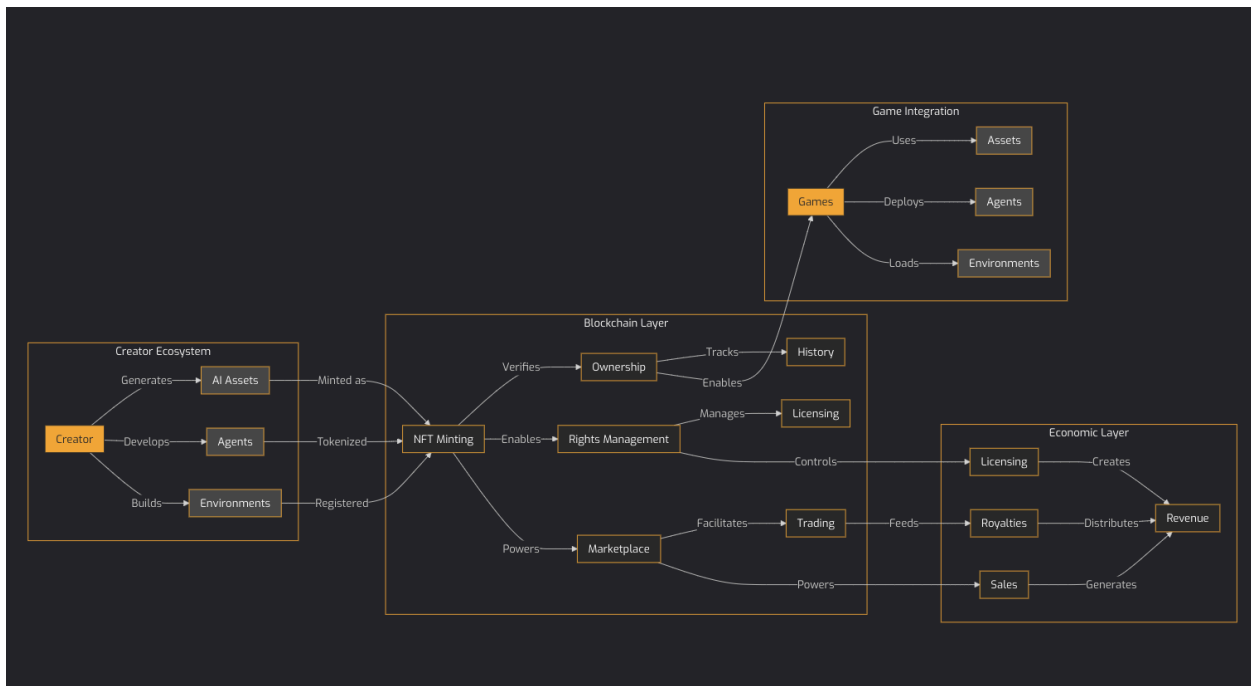 Game Integration
Uses
Assets
Games
Deploys
Agents
Loads
Environments
Creator Ecosystem
Generates
AI Assets
Minted as
Creator
Develops
Agents
Tokenized
Builds
Environments
Registered
Blockchain Layer
NFT Minting
Verifies
Ownership
Tracks
History
Enables
Enables
Rights Management
Manages
Licensing
Controls
Powers
Marketplace
Facilitates
Trading
Feeds
Powers
Economic Layer
Licensing
Creates
Royalties
Distributes
Revenue
Sales
Generates